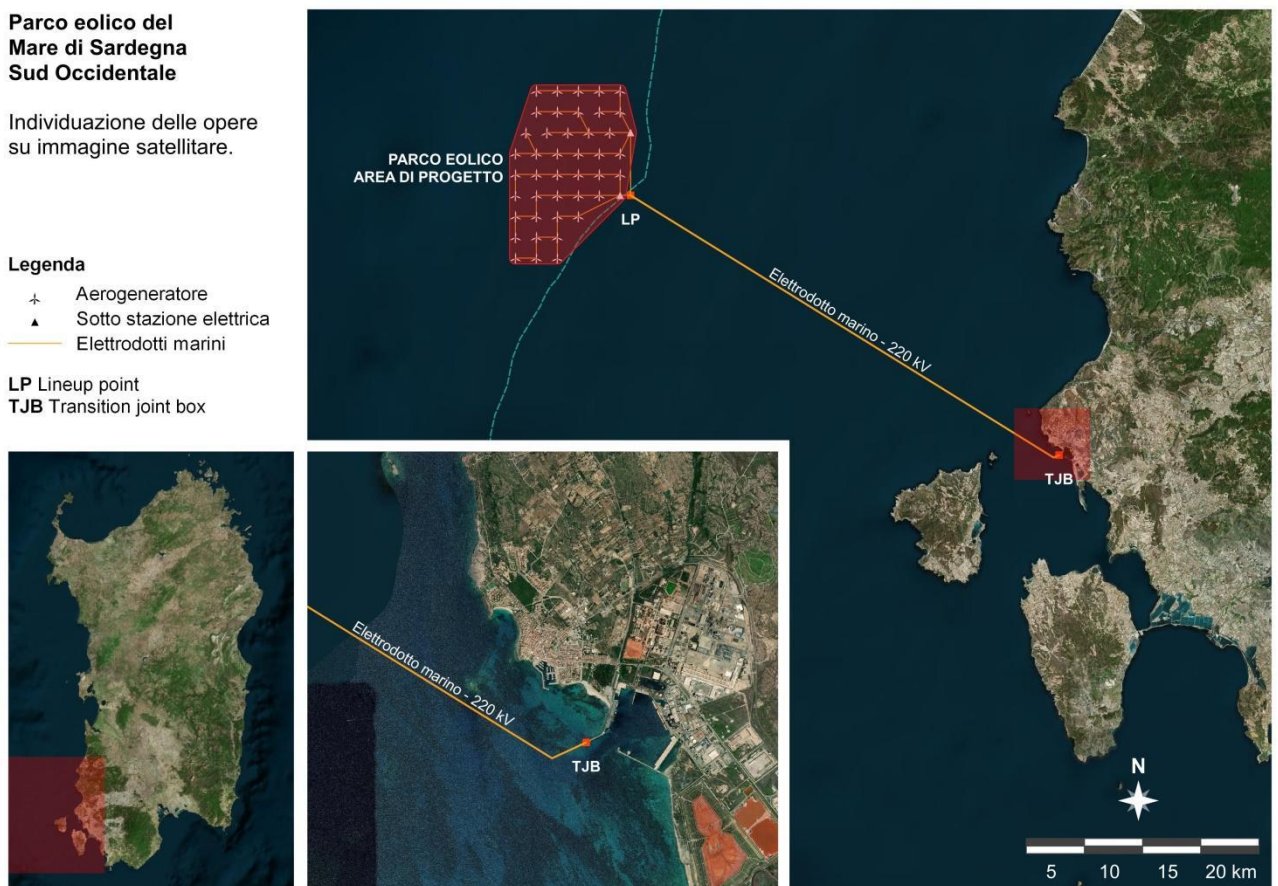 Parco eolico del
Mare di Sardegna
Sud Occidentale
Individuazione delle opere
su immagine satellitare.
Legenda
Aerogeneratore
Sotto stazione elettrica
Elettrodotti marini
LP Lineup point
TJB Transition joint box
PARCO EOLICO
AREA DI PROGETTO
LP
Elettrodotto marino - 220 kV
TJB
Elettrodotto marino - 220 kV
TJB
N
5 10 15 20 km